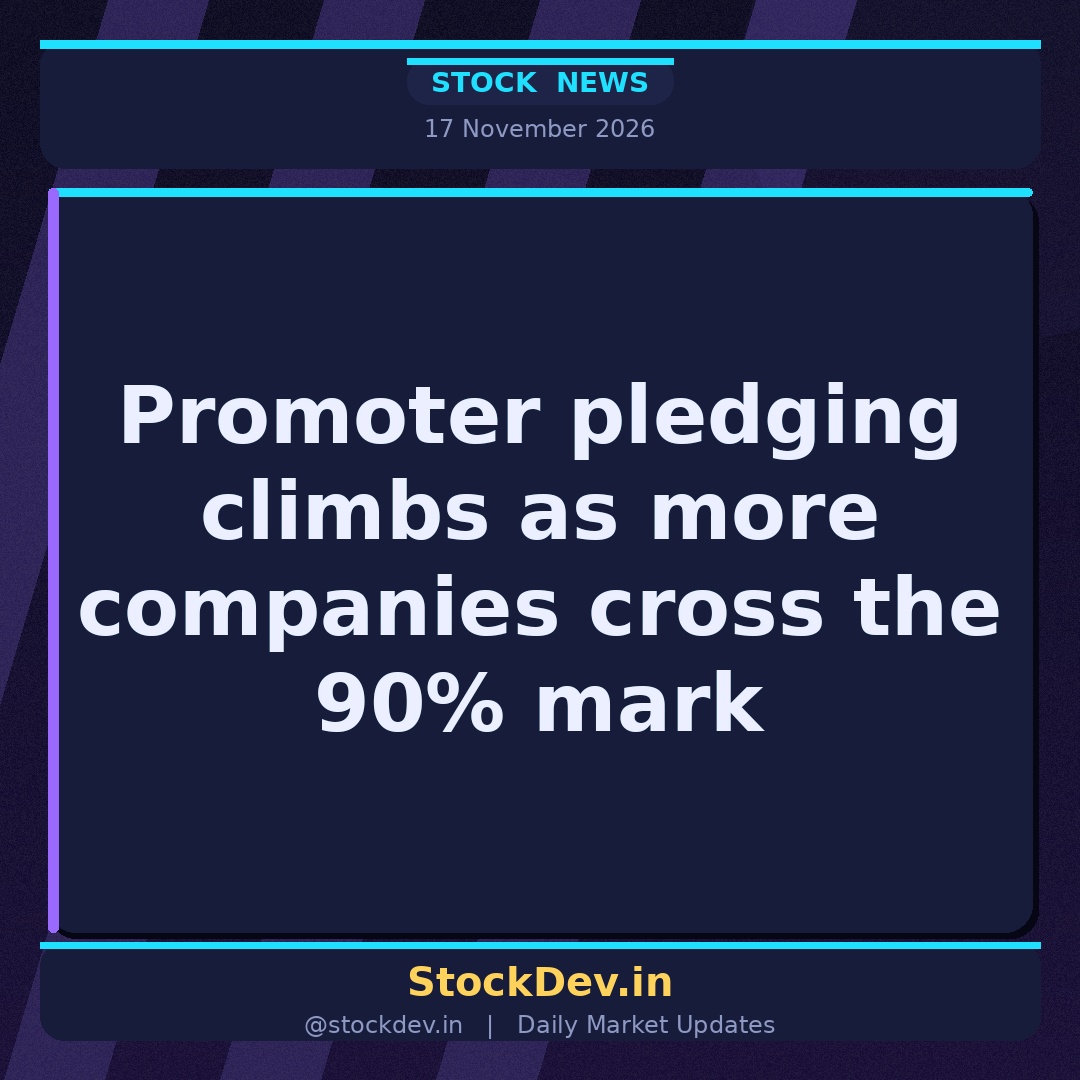 STOCK NEWS
17 November 2026
Promoter pledging
climbs as more
companies cross the
90% mark
StockDev.in
@stockdev.in | Daily Market Updates